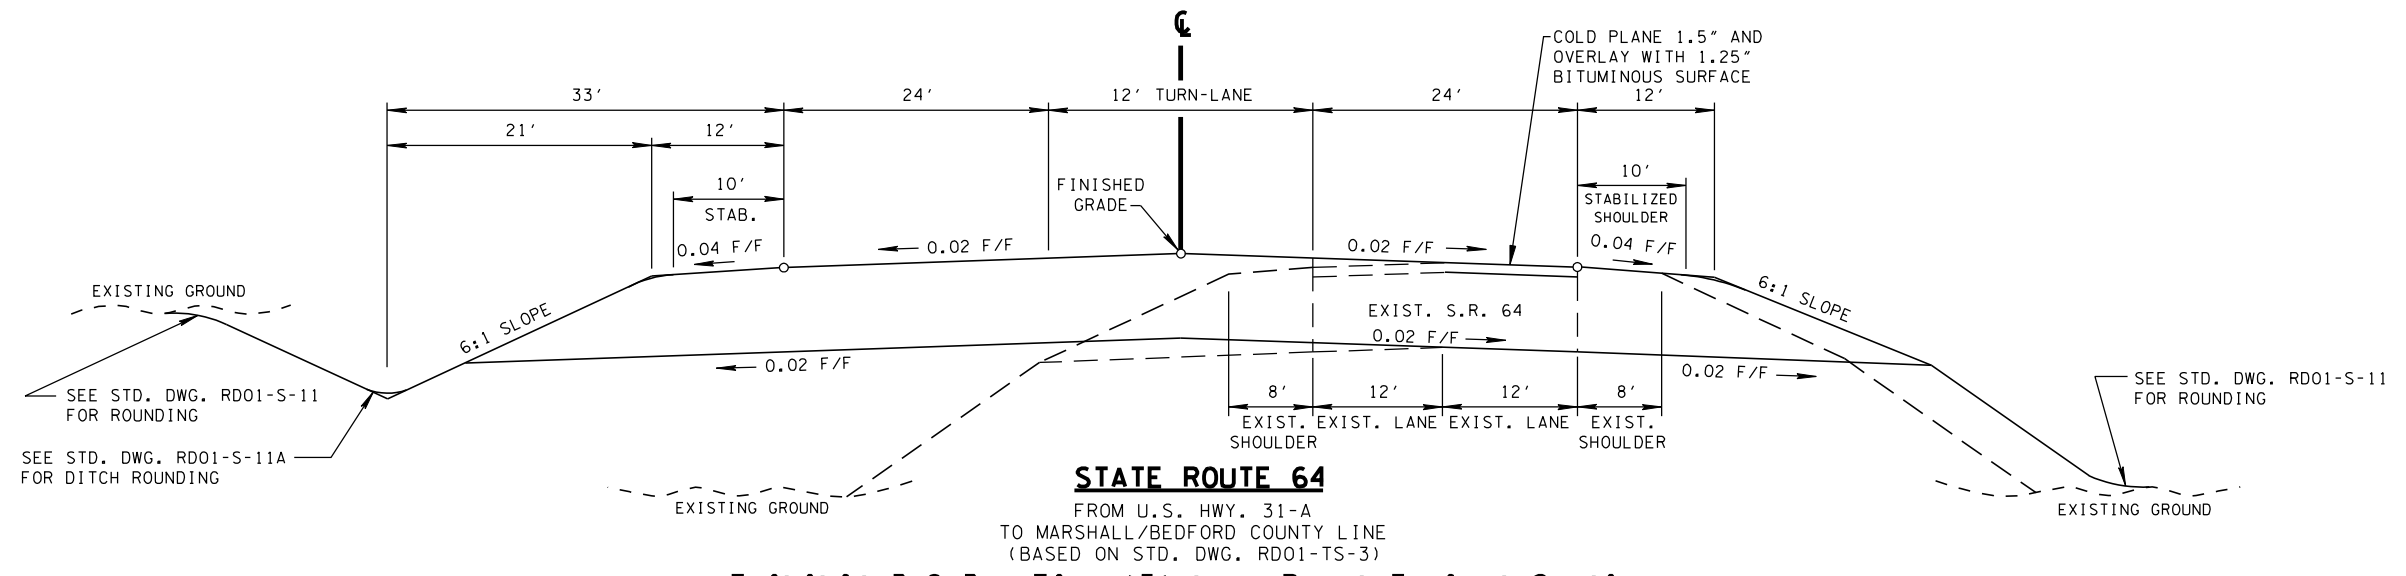 ℄
COLD PLANE 1.5" AND
OVERLAY WITH 1.25"
BITUMINOUS SURFACE
33'
24'
12' TURN-LANE
24'
12'
21'
12'
10'
STAB.
FINISHED
GRADE
10'
STABILIZED
SHOULDER
0.04 F/F
0.02 F/F
0.02 F/F
0.04 F/F
EXISTING GROUND
6:1 SLOPE
6:1 SLOPE
EXIST. S.R. 64
0.02 F/F
0.02 F/F
0.02 F/F
SEE STD. DWG. RD01-S-11
FOR ROUNDING
8'
12'
12'
8'
SEE STD. DWG. RD01-S-11
FOR ROUNDING
EXIST.
SHOULDER
EXIST. LANE
EXIST. LANE
EXIST.
SHOULDER
SEE STD. DWG. RD01-S-11A
FOR DITCH ROUNDING
EXISTING GROUND
EXISTING GROUND
STATE ROUTE 64
FROM U.S. HWY. 31-A
TO MARSHALL/BEDFORD COUNTY LINE
(BASED ON STD. DWG. RD01-TS-3)